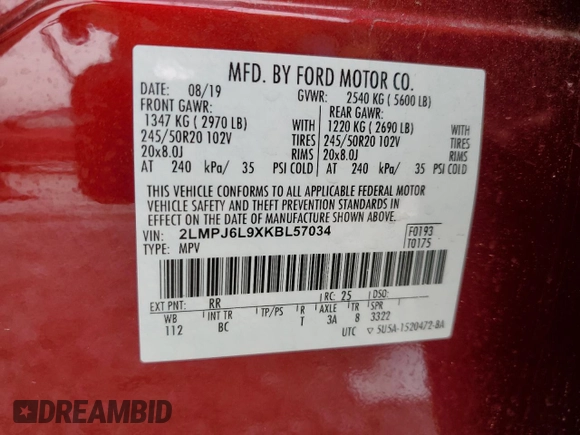 MFD. BY FORD MOTOR CO.
DATE: 08/19 GVWR: 2540 KG ( 5600 LB)
FRONT GAWR: REAR GAWR:
1347 KG ( 2970 LB) WITH 1220 KG ( 2690 LB) WITH
245/50R20 102V TIRES 245/50R20 102V TIRES
20x8.0J RIMS 20x8.0J RIMS
AT 240 kPa/ 35 PSI COLD AT 240 kPa/ 35 PSI COLD
THIS VEHICLE CONFORMS TO ALL APPLICABLE FEDERAL MOTOR
VEHICLE SAFETY AND THEFT PREVENTION STANDARDS IN
EFFECT ON THE DATE OF MANUFACTURE SHOWN ABOVE.
VIN: 2LMPJ6L9XKBL57034 F0193
TYPE: MPV T0175
EXT PNT: RR RC: 25 DSO:
WB INT TR TP/PS R AXLE TR SPR
112 BC T 3A 8 3322
UTC ▽ 5U5A-1520472-BA
DREAMBID